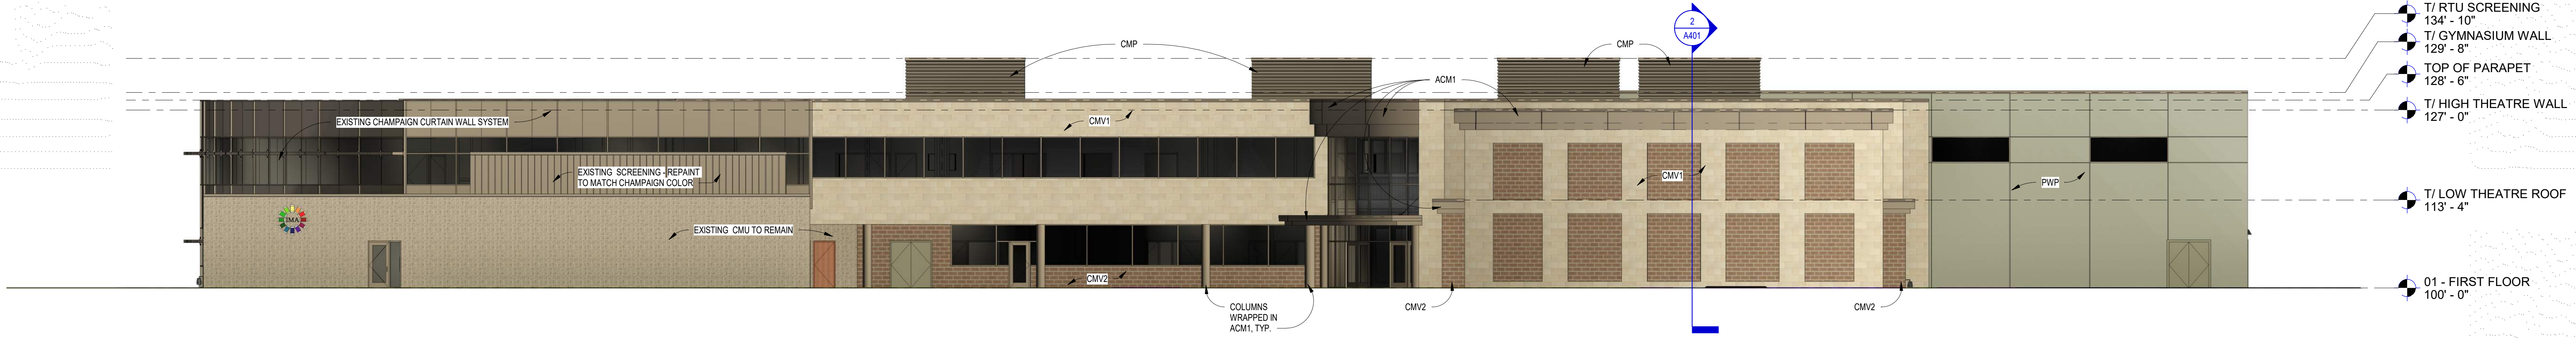 T/ RTU SCREENING
134' - 10"
T/ GYMNASIUM WALL
129' - 8"
TOP OF PARAPET
128' - 6"
T/ HIGH THEATRE WALL
127' - 0"
T/ LOW THEATRE ROOF
113' - 4"
01 - FIRST FLOOR
100' - 0"
2
A401
CMP
CMP
ACM1
EXISTING CHAMPAIGN CURTAIN WALL SYSTEM
CMV1
EXISTING SCREENING - REPAINT
TO MATCH CHAMPAIGN COLOR
CMV1
PWP
IMA
EXISTING CMU TO REMAIN
CMV2
COLUMNS
WRAPPED IN
ACM1, TYP.
CMV2
CMV2